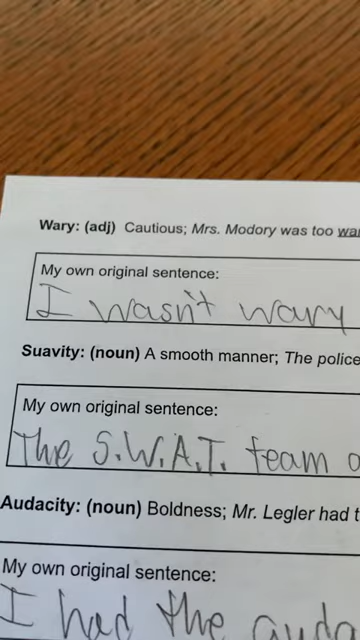 Wary: (adj) Cautious; Mrs. Modory was too
My own original sentence:
I wasn't wary
Suavity: (noun) A smooth manner; The police
My own original sentence:
The S.W.A.T. team
Audacity: (noun) Boldness; Mr. Legler had
My own original sentence:
I had the